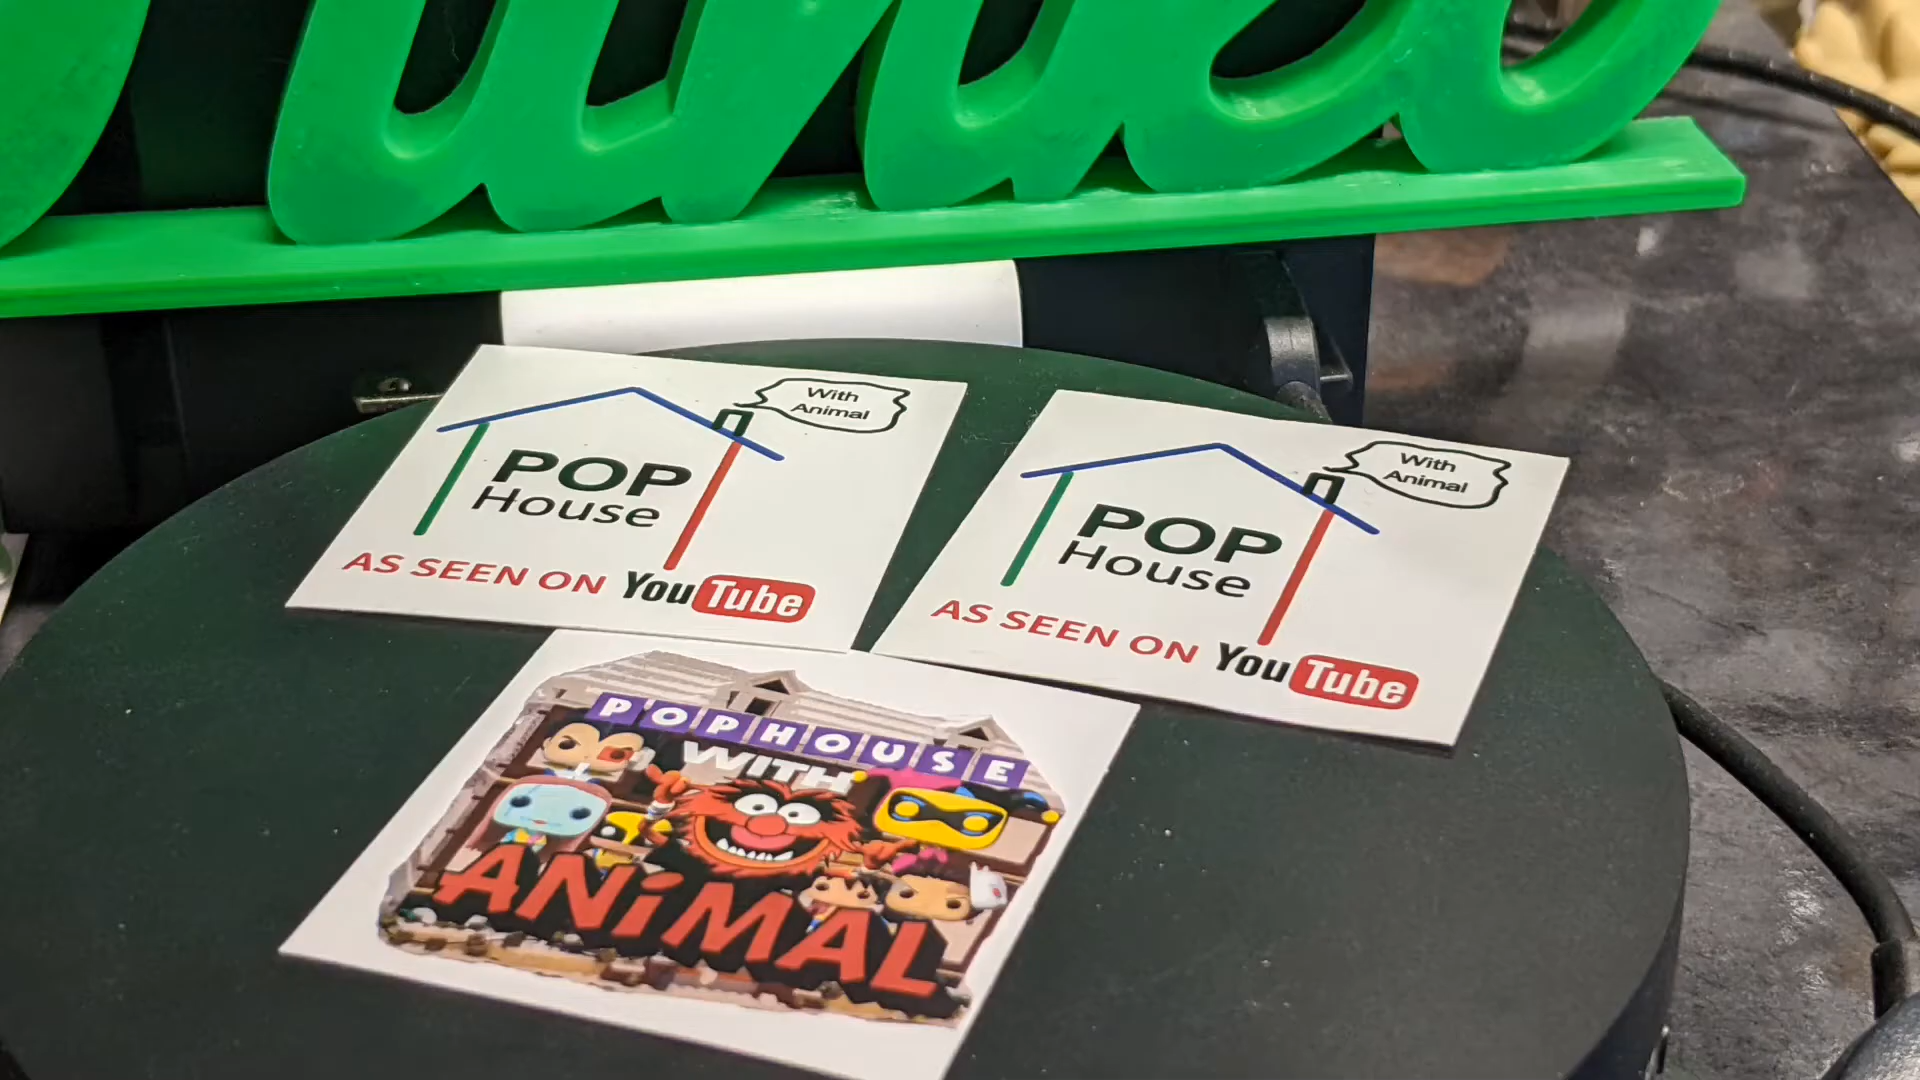 With
Animal
POP
House
AS SEEN ON YouTube
With
Animal
POP
House
AS SEEN ON YouTube
POPHOUSE
WITH
ANiMAL